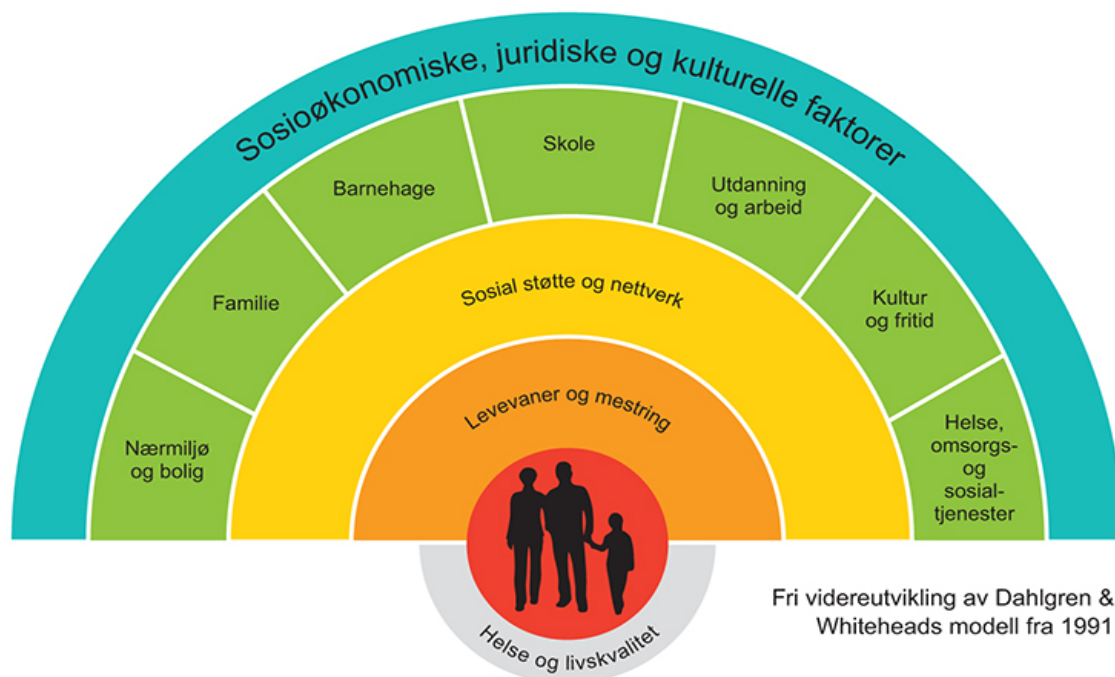 Sosioøkonomiske, juridiske og kulturelle faktorer
Nærmiljø
og bolig
Familie
Barnehage
Skole
Utdanning
og arbeid
Kultur
og fritid
Helse,
omsorgs-
og
sosial-
tjenester
Sosial støtte og nettverk
Levevaner og mestring
Helse og livskvalitet
Fri videreutvikling av Dahlgren &
Whiteheads modell fra 1991